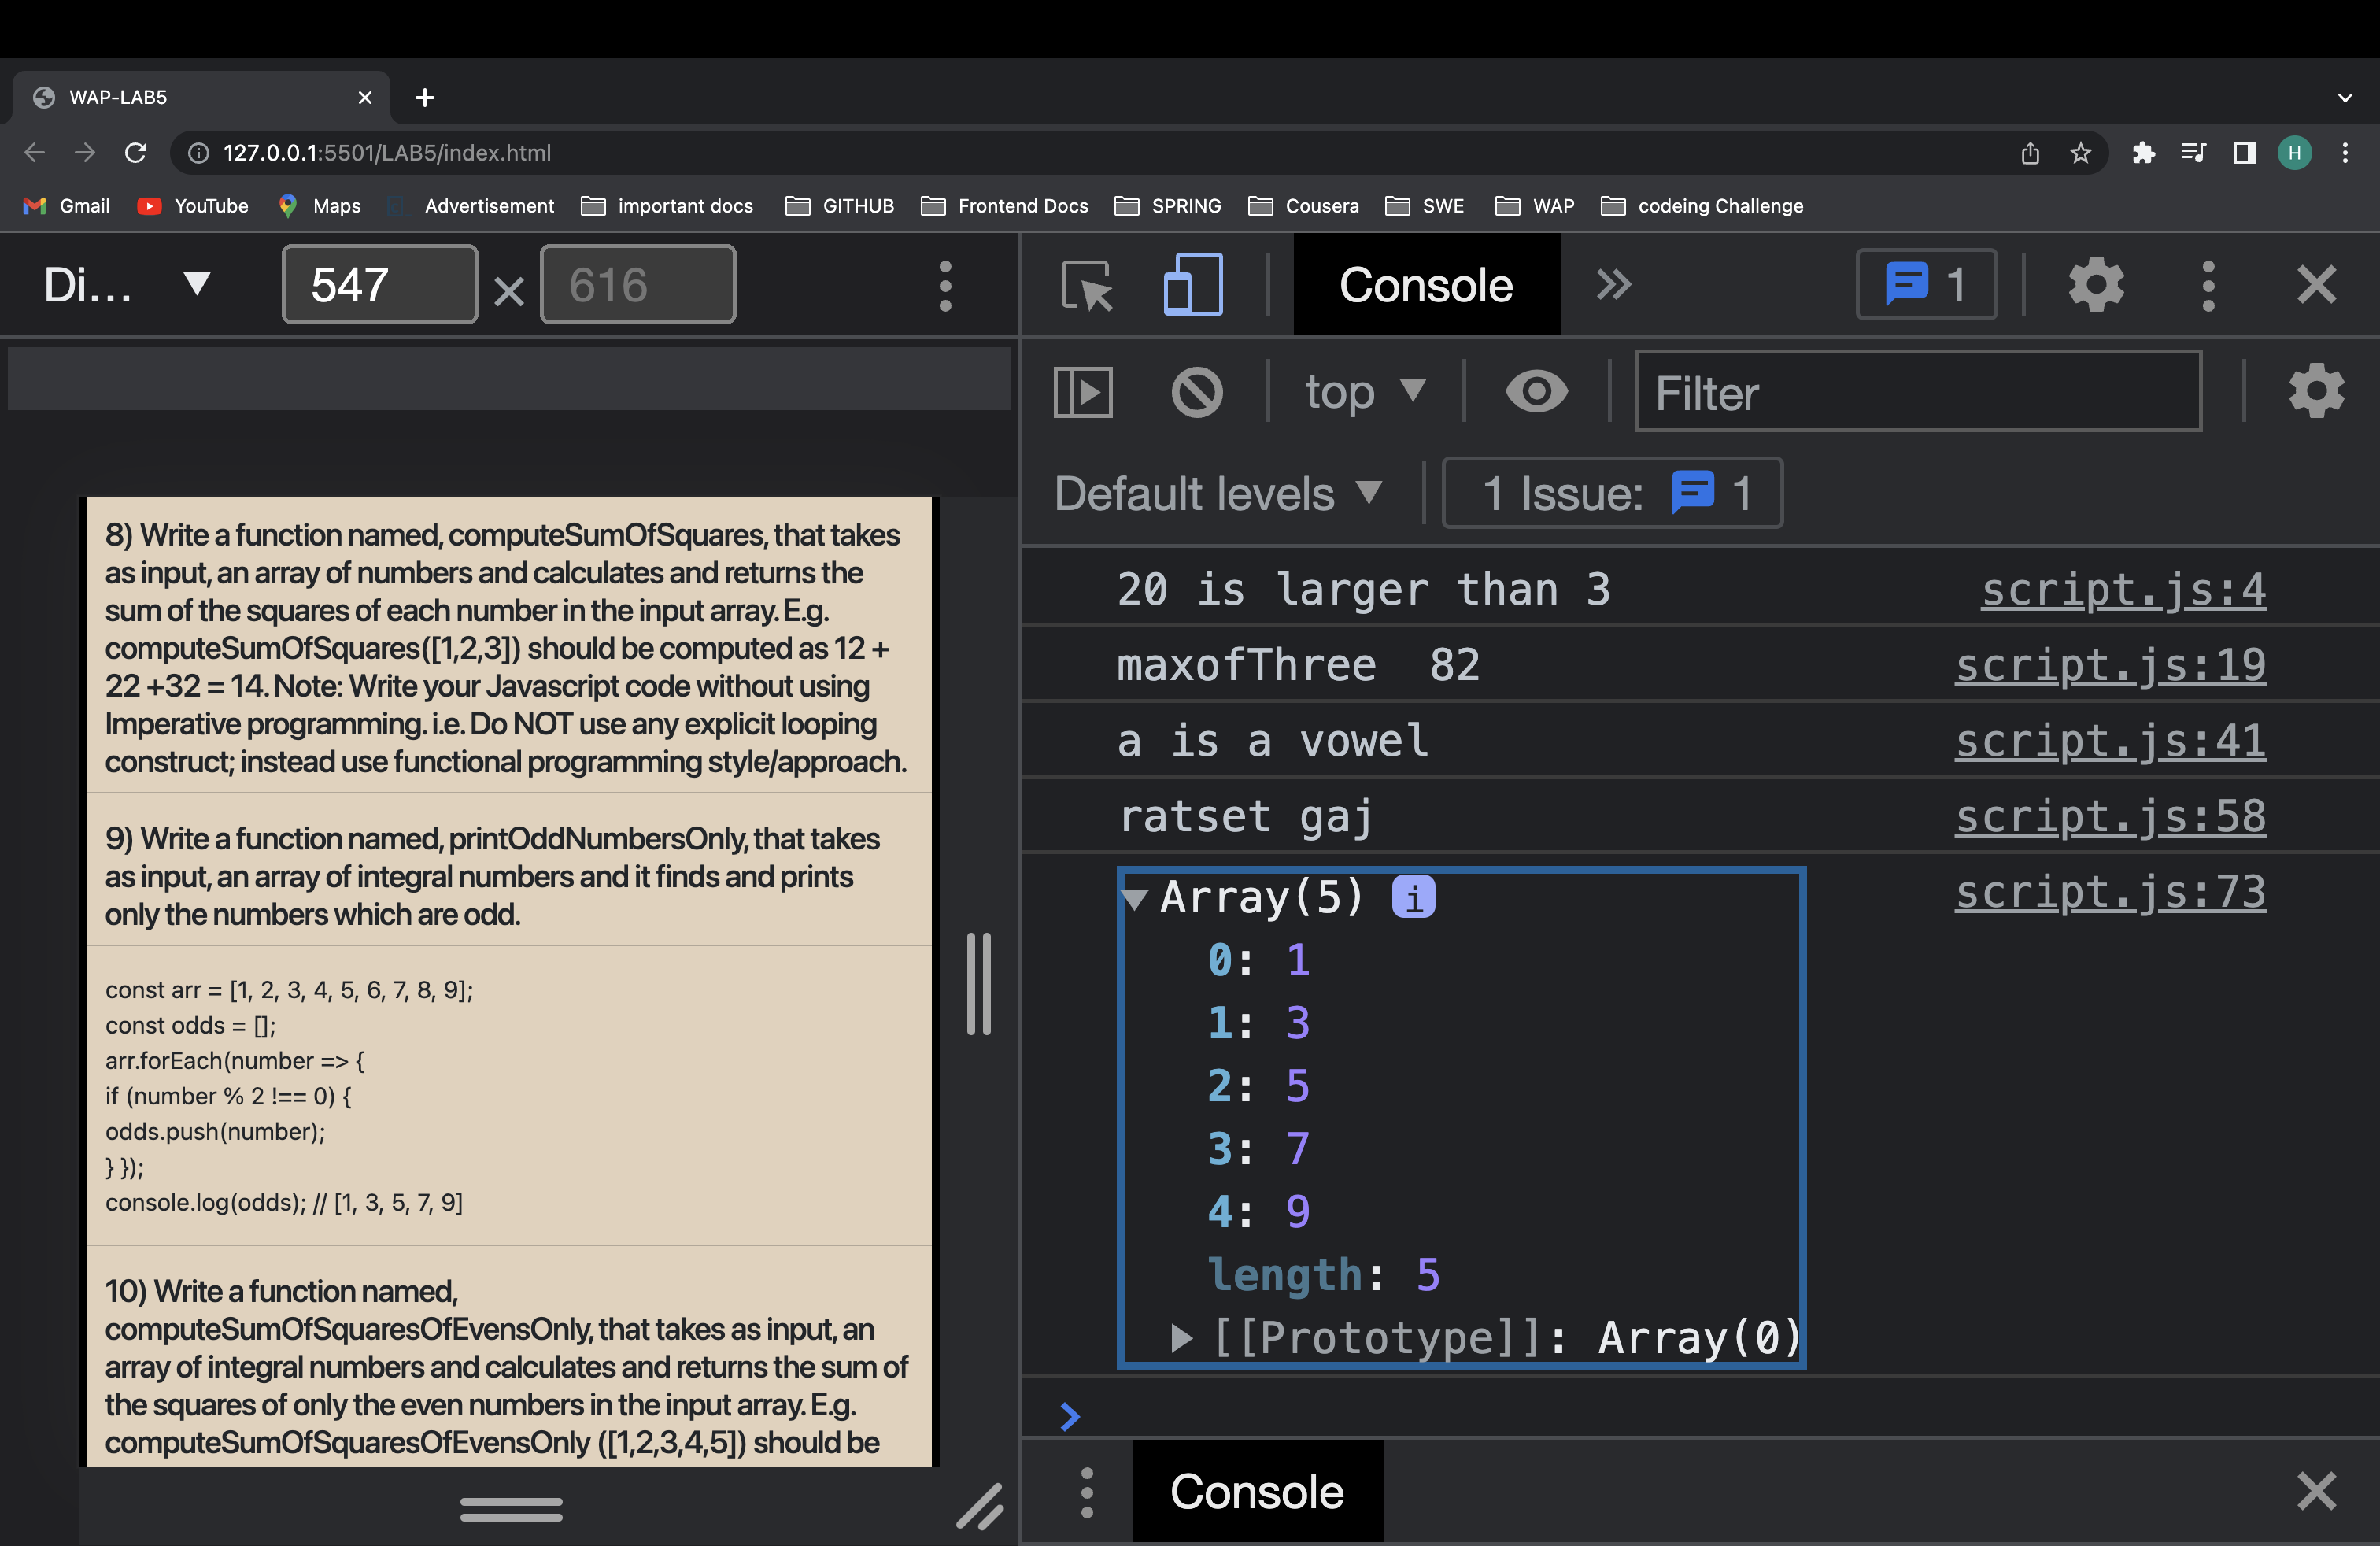 WAP-LAB5
127.0.0.1:5501/LAB5/index.html
H
Gmail YouTube Maps Advertisement important docs GITHUB Frontend Docs SPRING Cousera SWE WAP codeing Challenge
Di... 547 × 616
Console 1
top Filter
Default levels 1 Issue: 1
8) Write a function named, computeSumOfSquares, that takes
as input, an array of numbers and calculates and returns the
sum of the squares of each number in the input array. E.g.
computeSumOfSquares([1,2,3]) should be computed as 12 +
22 +32 = 14. Note: Write your Javascript code without using
Imperative programming. i.e. Do NOT use any explicit looping
construct; instead use functional programming style/approach.
9) Write a function named, printOddNumbersOnly, that takes
as input, an array of integral numbers and it finds and prints
only the numbers which are odd.
const arr = [1, 2, 3, 4, 5, 6, 7, 8, 9];
const odds = [];
arr.forEach(number => {
if (number % 2 !== 0) {
odds.push(number);
} });
console.log(odds); // [1, 3, 5, 7, 9]
10) Write a function named,
computeSumOfSquaresOfEvensOnly, that takes as input, an
array of integral numbers and calculates and returns the sum of
the squares of only the even numbers in the input array. E.g.
computeSumOfSquaresOfEvensOnly ([1,2,3,4,5]) should be
20 is larger than 3 script.js:4
maxofThree 82 script.js:19
a is a vowel script.js:41
ratset gaj script.js:58
Array(5) i script.js:73
0: 1
1: 3
2: 5
3: 7
4: 9
length: 5
[[Prototype]]: Array(0)
Console